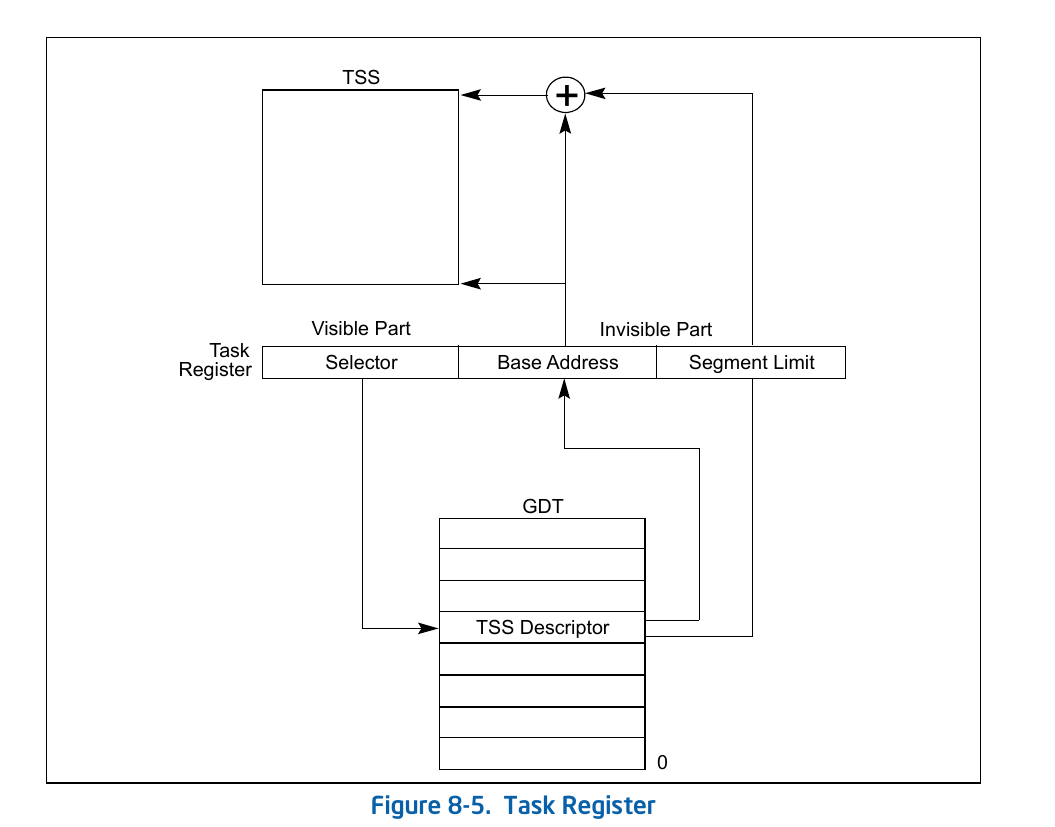 TSS
+
Visible Part
Invisible Part
Task
Register
Selector
Base Address
Segment Limit
GDT
TSS Descriptor
0
Figure 8-5. Task Register